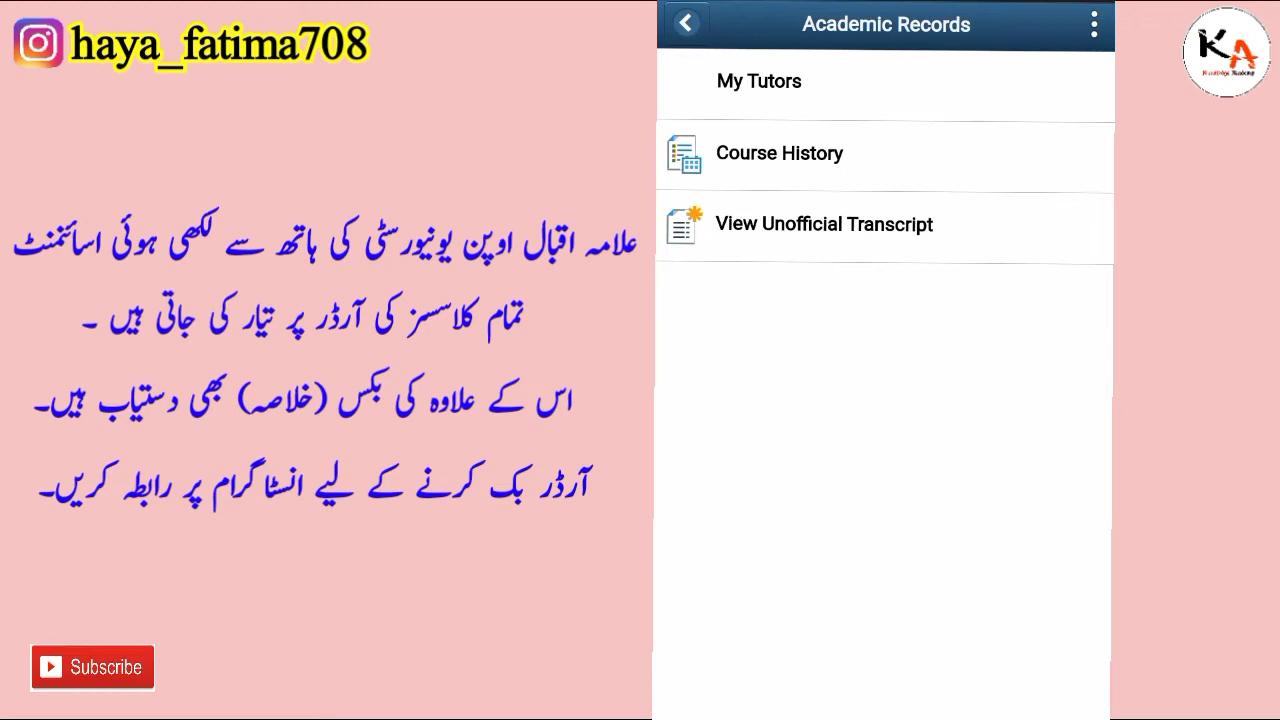 haya_fatima708
علامہ اقبال اوپن یونیورسٹی کی ہاتھ سے لکھی ہوئی اسائنمنٹ
تمام کلاسسز کی آرڈر پر تیار کی جاتی ہیں ۔
اس کے علاوہ کی بکس (خلاصہ) بھی دستیاب ہیں۔
آرڈر بک کرنے کے لیے انسٹاگرام پر رابطہ کریں۔
Subscribe
Academic Records
My Tutors
Course History
View Unofficial Transcript
KA